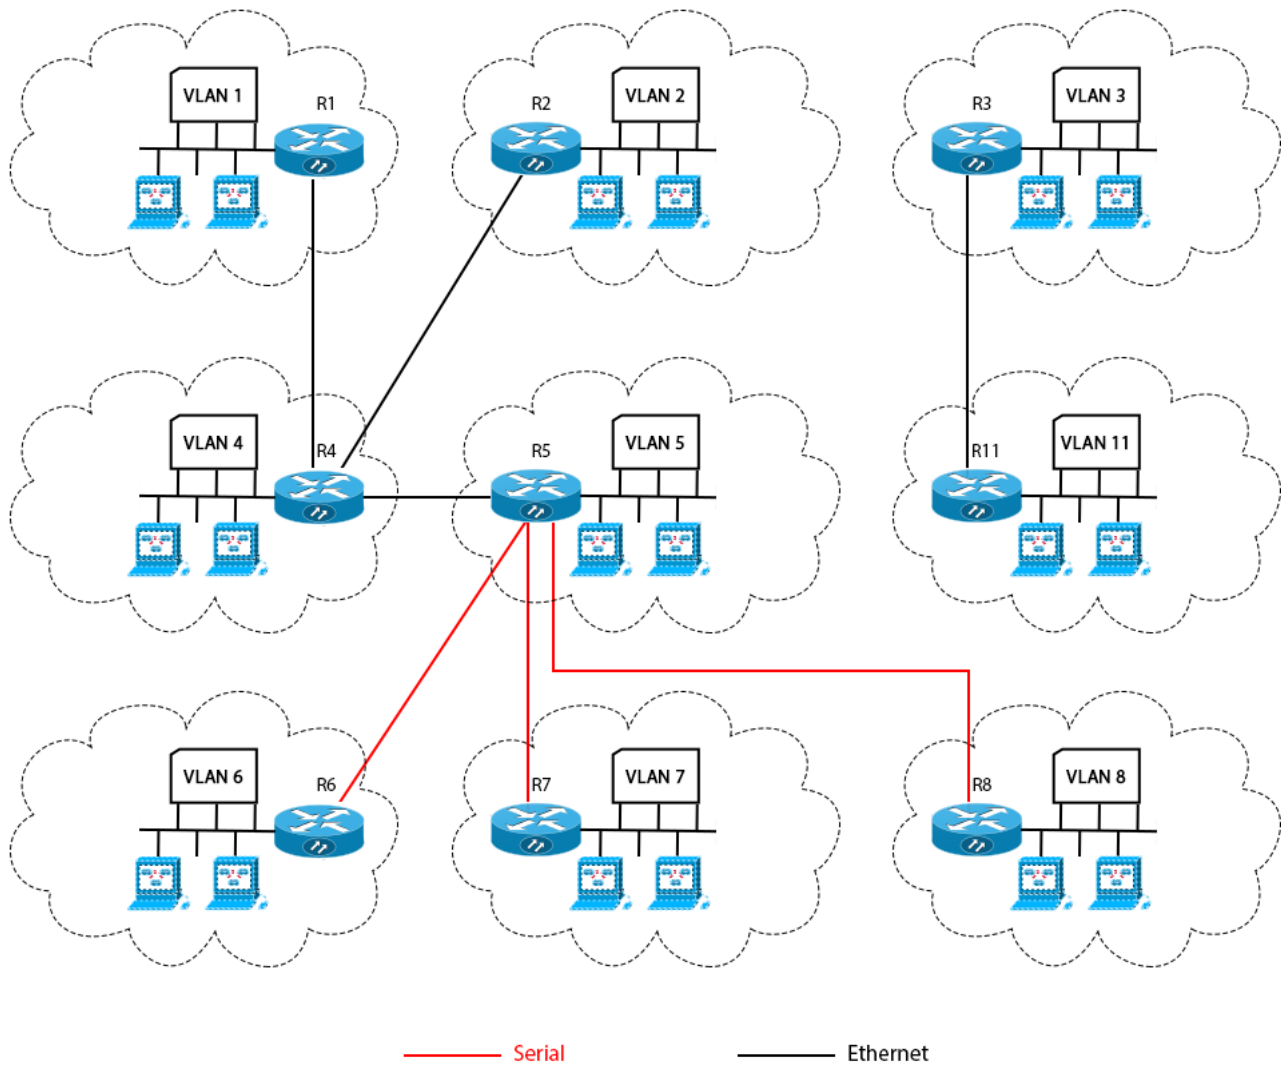 VLAN 1
R1
R2
VLAN 2
R3
VLAN 3
VLAN 4
R4
R5
VLAN 5
R11
VLAN 11
VLAN 6
R6
R7
VLAN 7
R8
VLAN 8
Serial
Ethernet